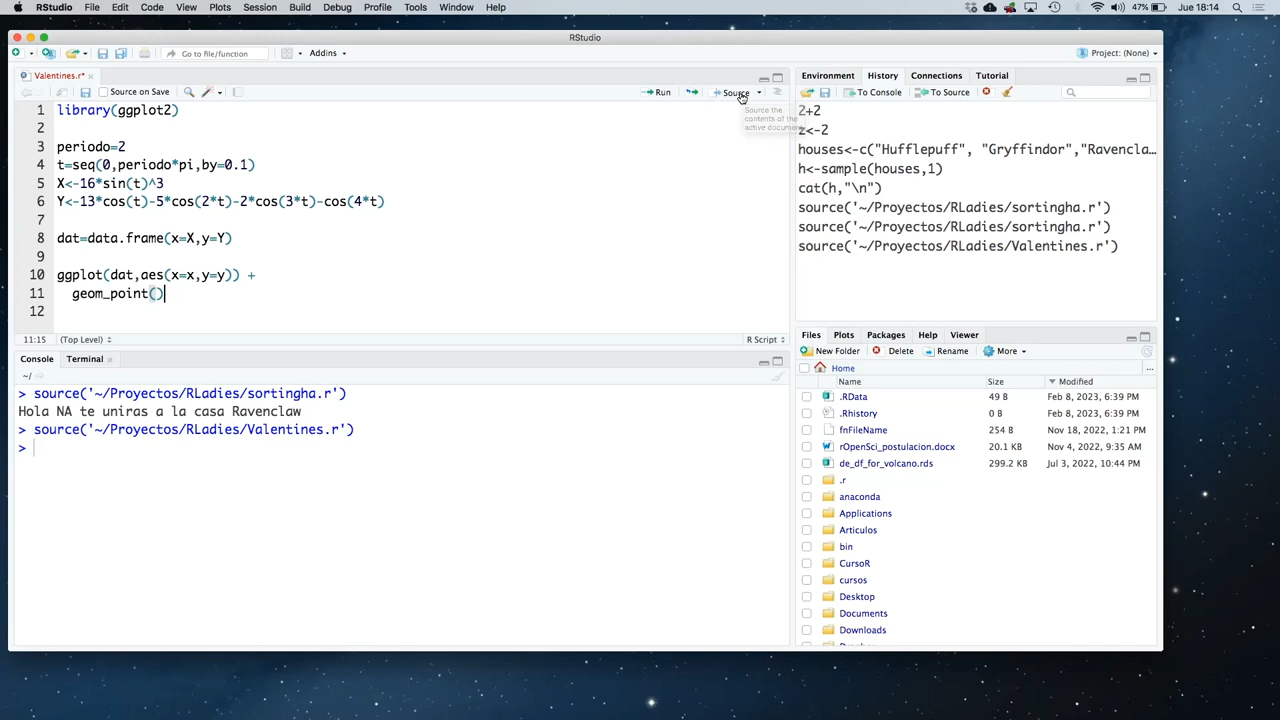 RStudio File Edit Code View Plots Session Build Debug Profile Tools Window Help 47% Jue 18:14
RStudio
Go to file/function Addins Project: (None)
Valentines.r*
Source on Save Run Source
Source the
contents of the
active document
1 library(ggplot2)
2
3 periodo=2
4 t=seq(0,periodo*pi,by=0.1)
5 X<-16*sin(t)^3
6 Y<-13*cos(t)-5*cos(2*t)-2*cos(3*t)-cos(4*t)
7
8 dat=data.frame(x=X,y=Y)
9
10 ggplot(dat,aes(x=x,y=y)) +
11 geom_point()
12
11:15 (Top Level) R Script
Console Terminal
~/
> source('~/Proyectos/RLadies/sortingha.r')
Hola NA te uniras a la casa Ravenclaw
> source('~/Proyectos/RLadies/Valentines.r')
>
Environment History Connections Tutorial
To Console To Source
2+2
z<-2
houses<-c("Hufflepuff", "Gryffindor","Ravencla…
h<-sample(houses,1)
cat(h,"\n")
source('~/Proyectos/RLadies/sortingha.r')
source('~/Proyectos/RLadies/sortingha.r')
source('~/Proyectos/RLadies/Valentines.r')
Files Plots Packages Help Viewer
New Folder Delete Rename More
Home ...
Name Size Modified
.RData 49 B Feb 8, 2023, 6:39 PM
.Rhistory 0 B Feb 8, 2023, 6:39 PM
fnFileName 254 B Nov 18, 2022, 1:21 PM
rOpenSci_postulacion.docx 20.1 KB Nov 4, 2022, 9:35 AM
de_df_for_volcano.rds 299.2 KB Jul 3, 2022, 10:44 PM
.r
anaconda
Applications
Articulos
bin
CursoR
cursos
Desktop
Documents
Downloads